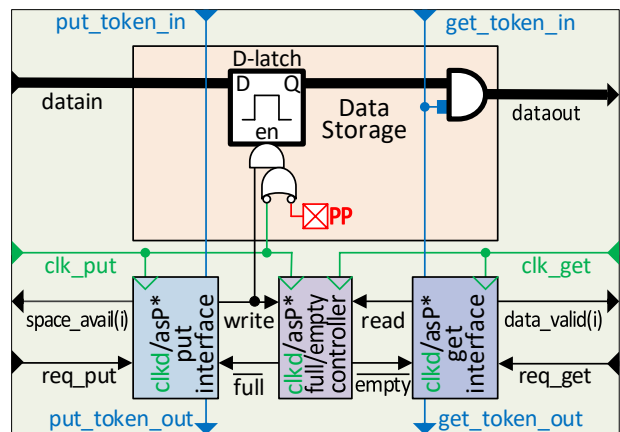 put_token_in
get_token_in
D-latch
D
Q
en
datain
Data
Storage
dataout
PP
clk_put
clk_get
space_avail(i)
clkd/asP*
put
interface
write
clkd/asP*
full/empty
controller
read
clkd/asP*
get
interface
data_valid(i)
req_put
full
empty
req_get
put_token_out
get_token_out